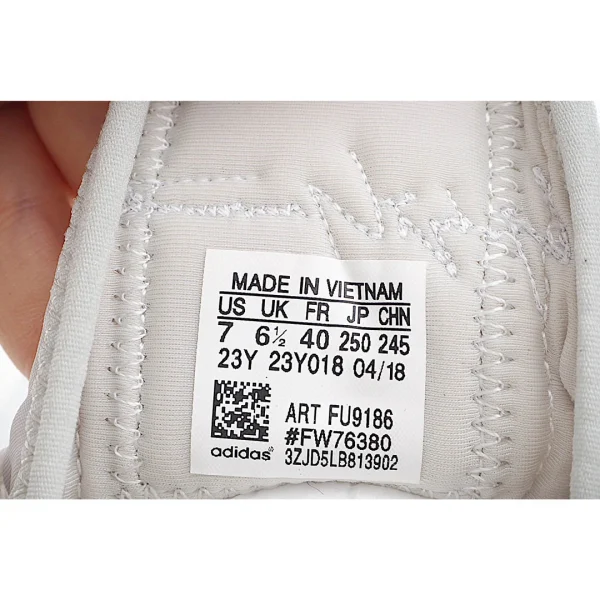 MADE IN VIETNAM
US UK FR JP CHN
7 6½ 40 250 245
23Y 23Y018 04/18
ART FU9186
#FW76380
adidas 3ZJD5LB813902